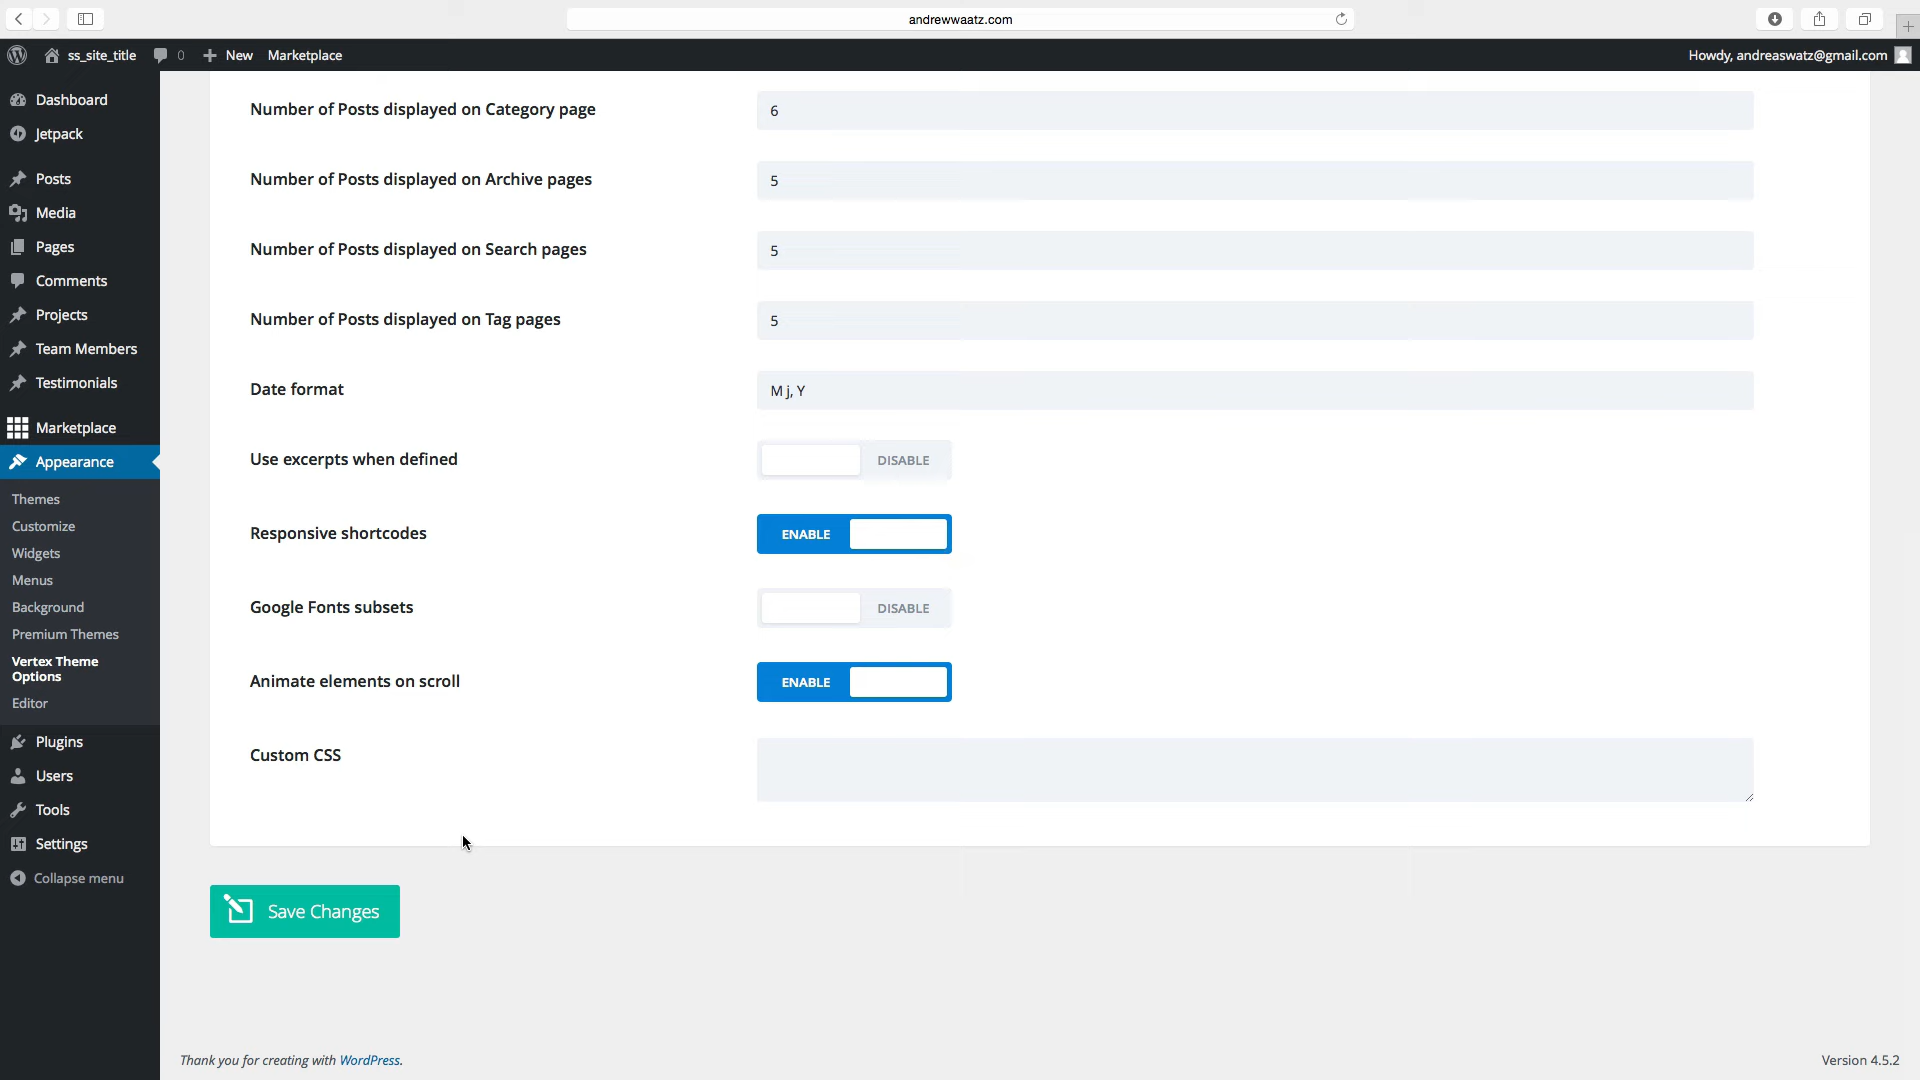 andrewwaatz.com
ss_site_title 0 New Marketplace Howdy, andreaswatz@gmail.com
Dashboard
Jetpack
Posts
Media
Pages
Comments
Projects
Team Members
Testimonials
Marketplace
Appearance
Themes
Customize
Widgets
Menus
Background
Premium Themes
Vertex Theme
Options
Editor
Plugins
Users
Tools
Settings
Collapse menu
Number of Posts displayed on Category page 6
Number of Posts displayed on Archive pages 5
Number of Posts displayed on Search pages 5
Number of Posts displayed on Tag pages 5
Date format M j, Y
Use excerpts when defined DISABLE
Responsive shortcodes ENABLE
Google Fonts subsets DISABLE
Animate elements on scroll ENABLE
Custom CSS
Save Changes
Thank you for creating with WordPress. Version 4.5.2